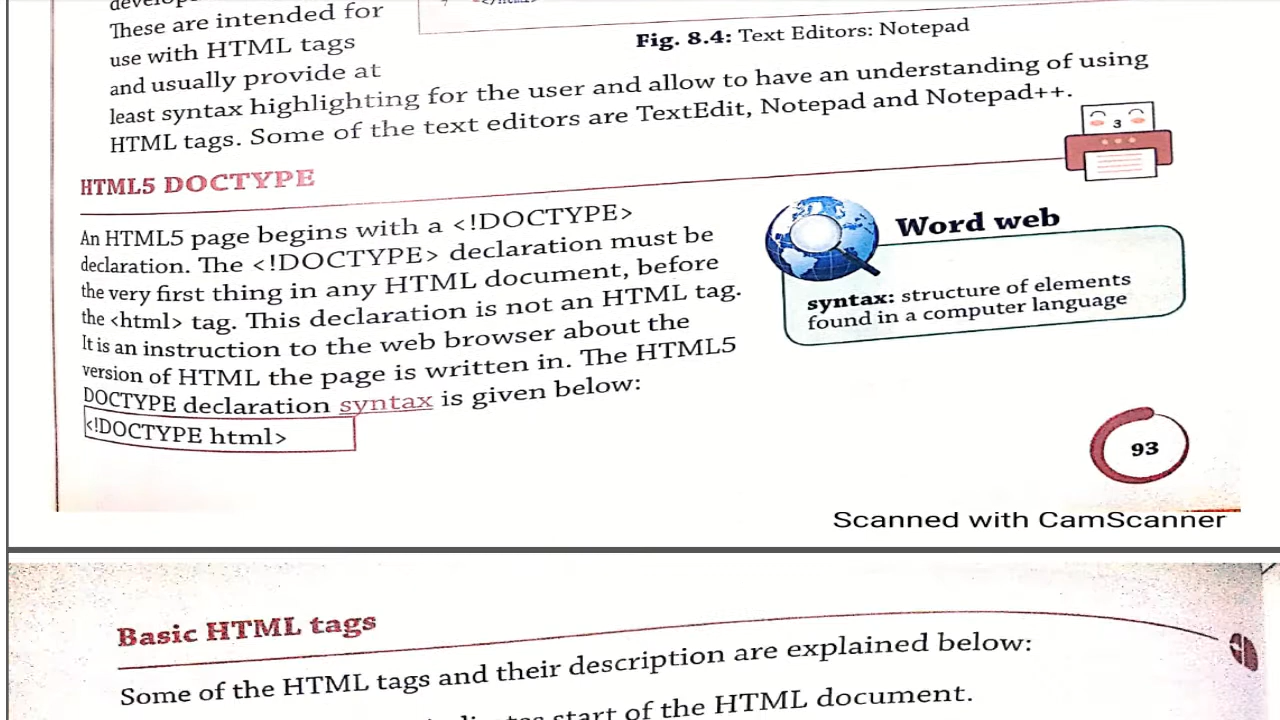 These are intended for
use with HTML tags
and usually provide at
Fig. 8.4: Text Editors: Notepad
least syntax highlighting for the user and allow to have an understanding of using
HTML tags. Some of the text editors are TextEdit, Notepad and Notepad++.
3
HTML5 DOCTYPE
An HTML5 page begins with a <!DOCTYPE>
declaration. The <!DOCTYPE> declaration must be
the very first thing in any HTML document, before
the <html> tag. This declaration is not an HTML tag.
It is an instruction to the web browser about the
version of HTML the page is written in. The HTML5
DOCTYPE declaration syntax is given below:
<!DOCTYPE html>
Word web
syntax: structure of elements
found in a computer language
93
Scanned with CamScanner
Basic HTML tags
Some of the HTML tags and their description are explained below:
start of the HTML document.